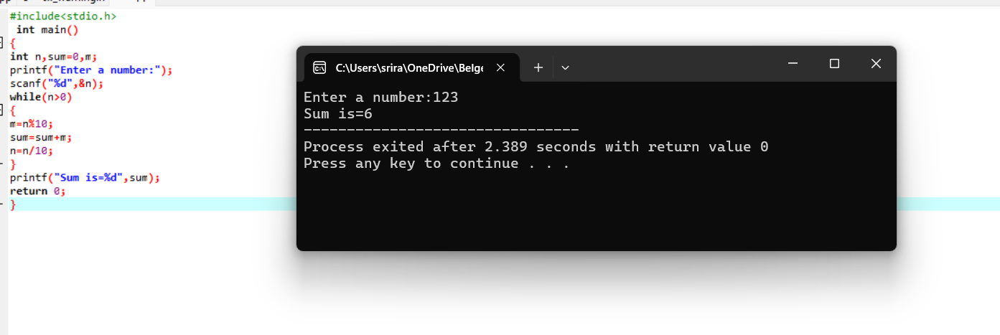 #include<stdio.h>
int main()
{
int n,sum=0,m;
printf("Enter a number:");
scanf("%d",&n);
while(n>0)
{
m=n%10;
sum=sum+m;
n=n/10;
}
printf("Sum is=%d",sum);
return 0;
}
C:\Users\srira\OneDrive\Belge
Enter a number:123
Sum is=6
--------------------------------
Process exited after 2.389 seconds with return value 0
Press any key to continue . . .